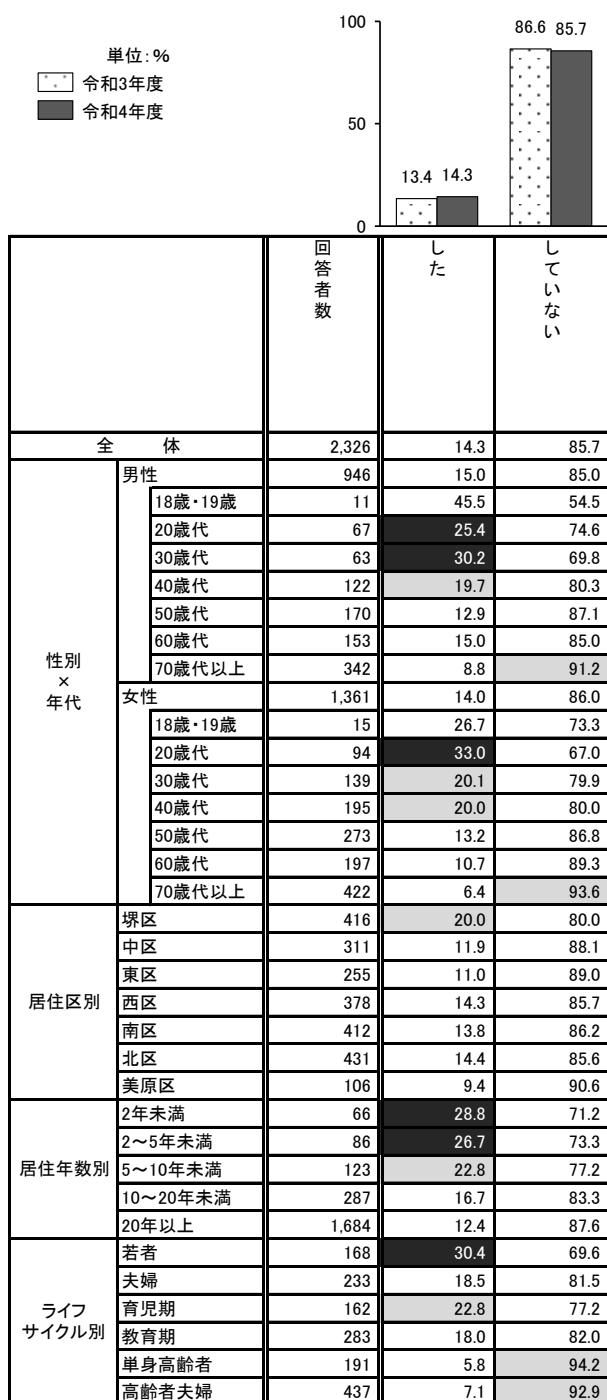 単位：%
令和3年度
令和4年度
100
50
0
13.4 14.3
86.6 85.7
回答者数 した していない
全 体 2,326 14.3 85.7
性別
×
年代
男性 946 15.0 85.0
18歳・19歳 11 45.5 54.5
20歳代 67 25.4 74.6
30歳代 63 30.2 69.8
40歳代 122 19.7 80.3
50歳代 170 12.9 87.1
60歳代 153 15.0 85.0
70歳代以上 342 8.8 91.2
女性 1,361 14.0 86.0
18歳・19歳 15 26.7 73.3
20歳代 94 33.0 67.0
30歳代 139 20.1 79.9
40歳代 195 20.0 80.0
50歳代 273 13.2 86.8
60歳代 197 10.7 89.3
70歳代以上 422 6.4 93.6
居住区別
堺区 416 20.0 80.0
中区 311 11.9 88.1
東区 255 11.0 89.0
西区 378 14.3 85.7
南区 412 13.8 86.2
北区 431 14.4 85.6
美原区 106 9.4 90.6
居住年数別
2年未満 66 28.8 71.2
2～5年未満 86 26.7 73.3
5～10年未満 123 22.8 77.2
10～20年未満 287 16.7 83.3
20年以上 1,684 12.4 87.6
ライフ
サイクル別
若者 168 30.4 69.6
夫婦 233 18.5 81.5
育児期 162 22.8 77.2
教育期 283 18.0 82.0
単身高齢者 191 5.8 94.2
高齢者夫婦 437 7.1 92.9